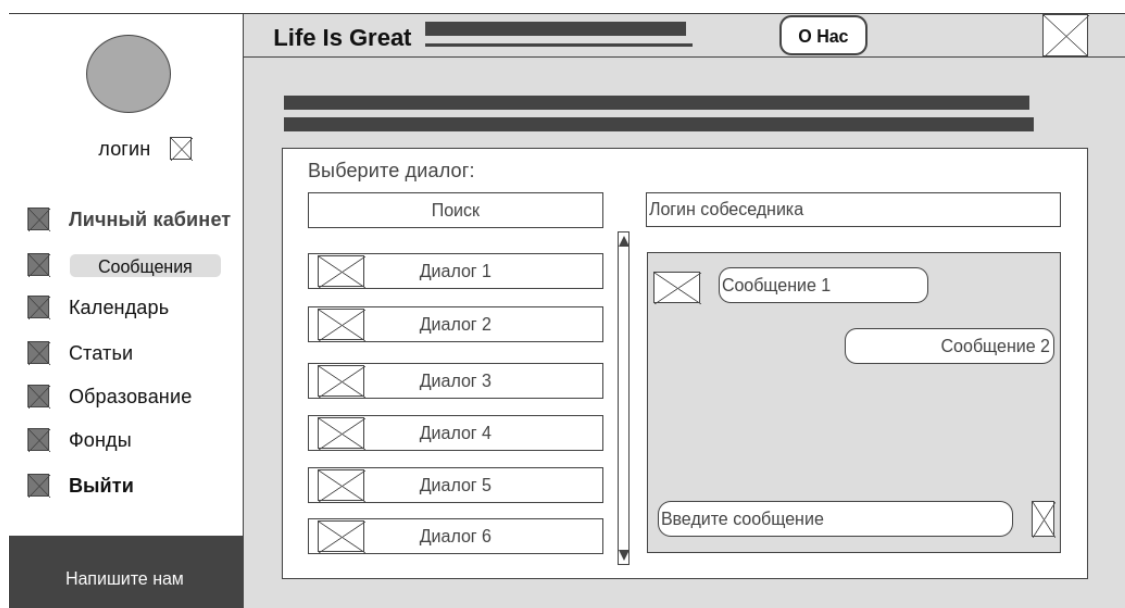 Life Is Great
О Нас
логин
Личный кабинет
Сообщения
Календарь
Статьи
Образование
Фонды
Выйти
Напишите нам
Выберите диалог:
Поиск
Диалог 1
Диалог 2
Диалог 3
Диалог 4
Диалог 5
Диалог 6
Логин собеседника
Сообщение 1
Сообщение 2
Введите сообщение